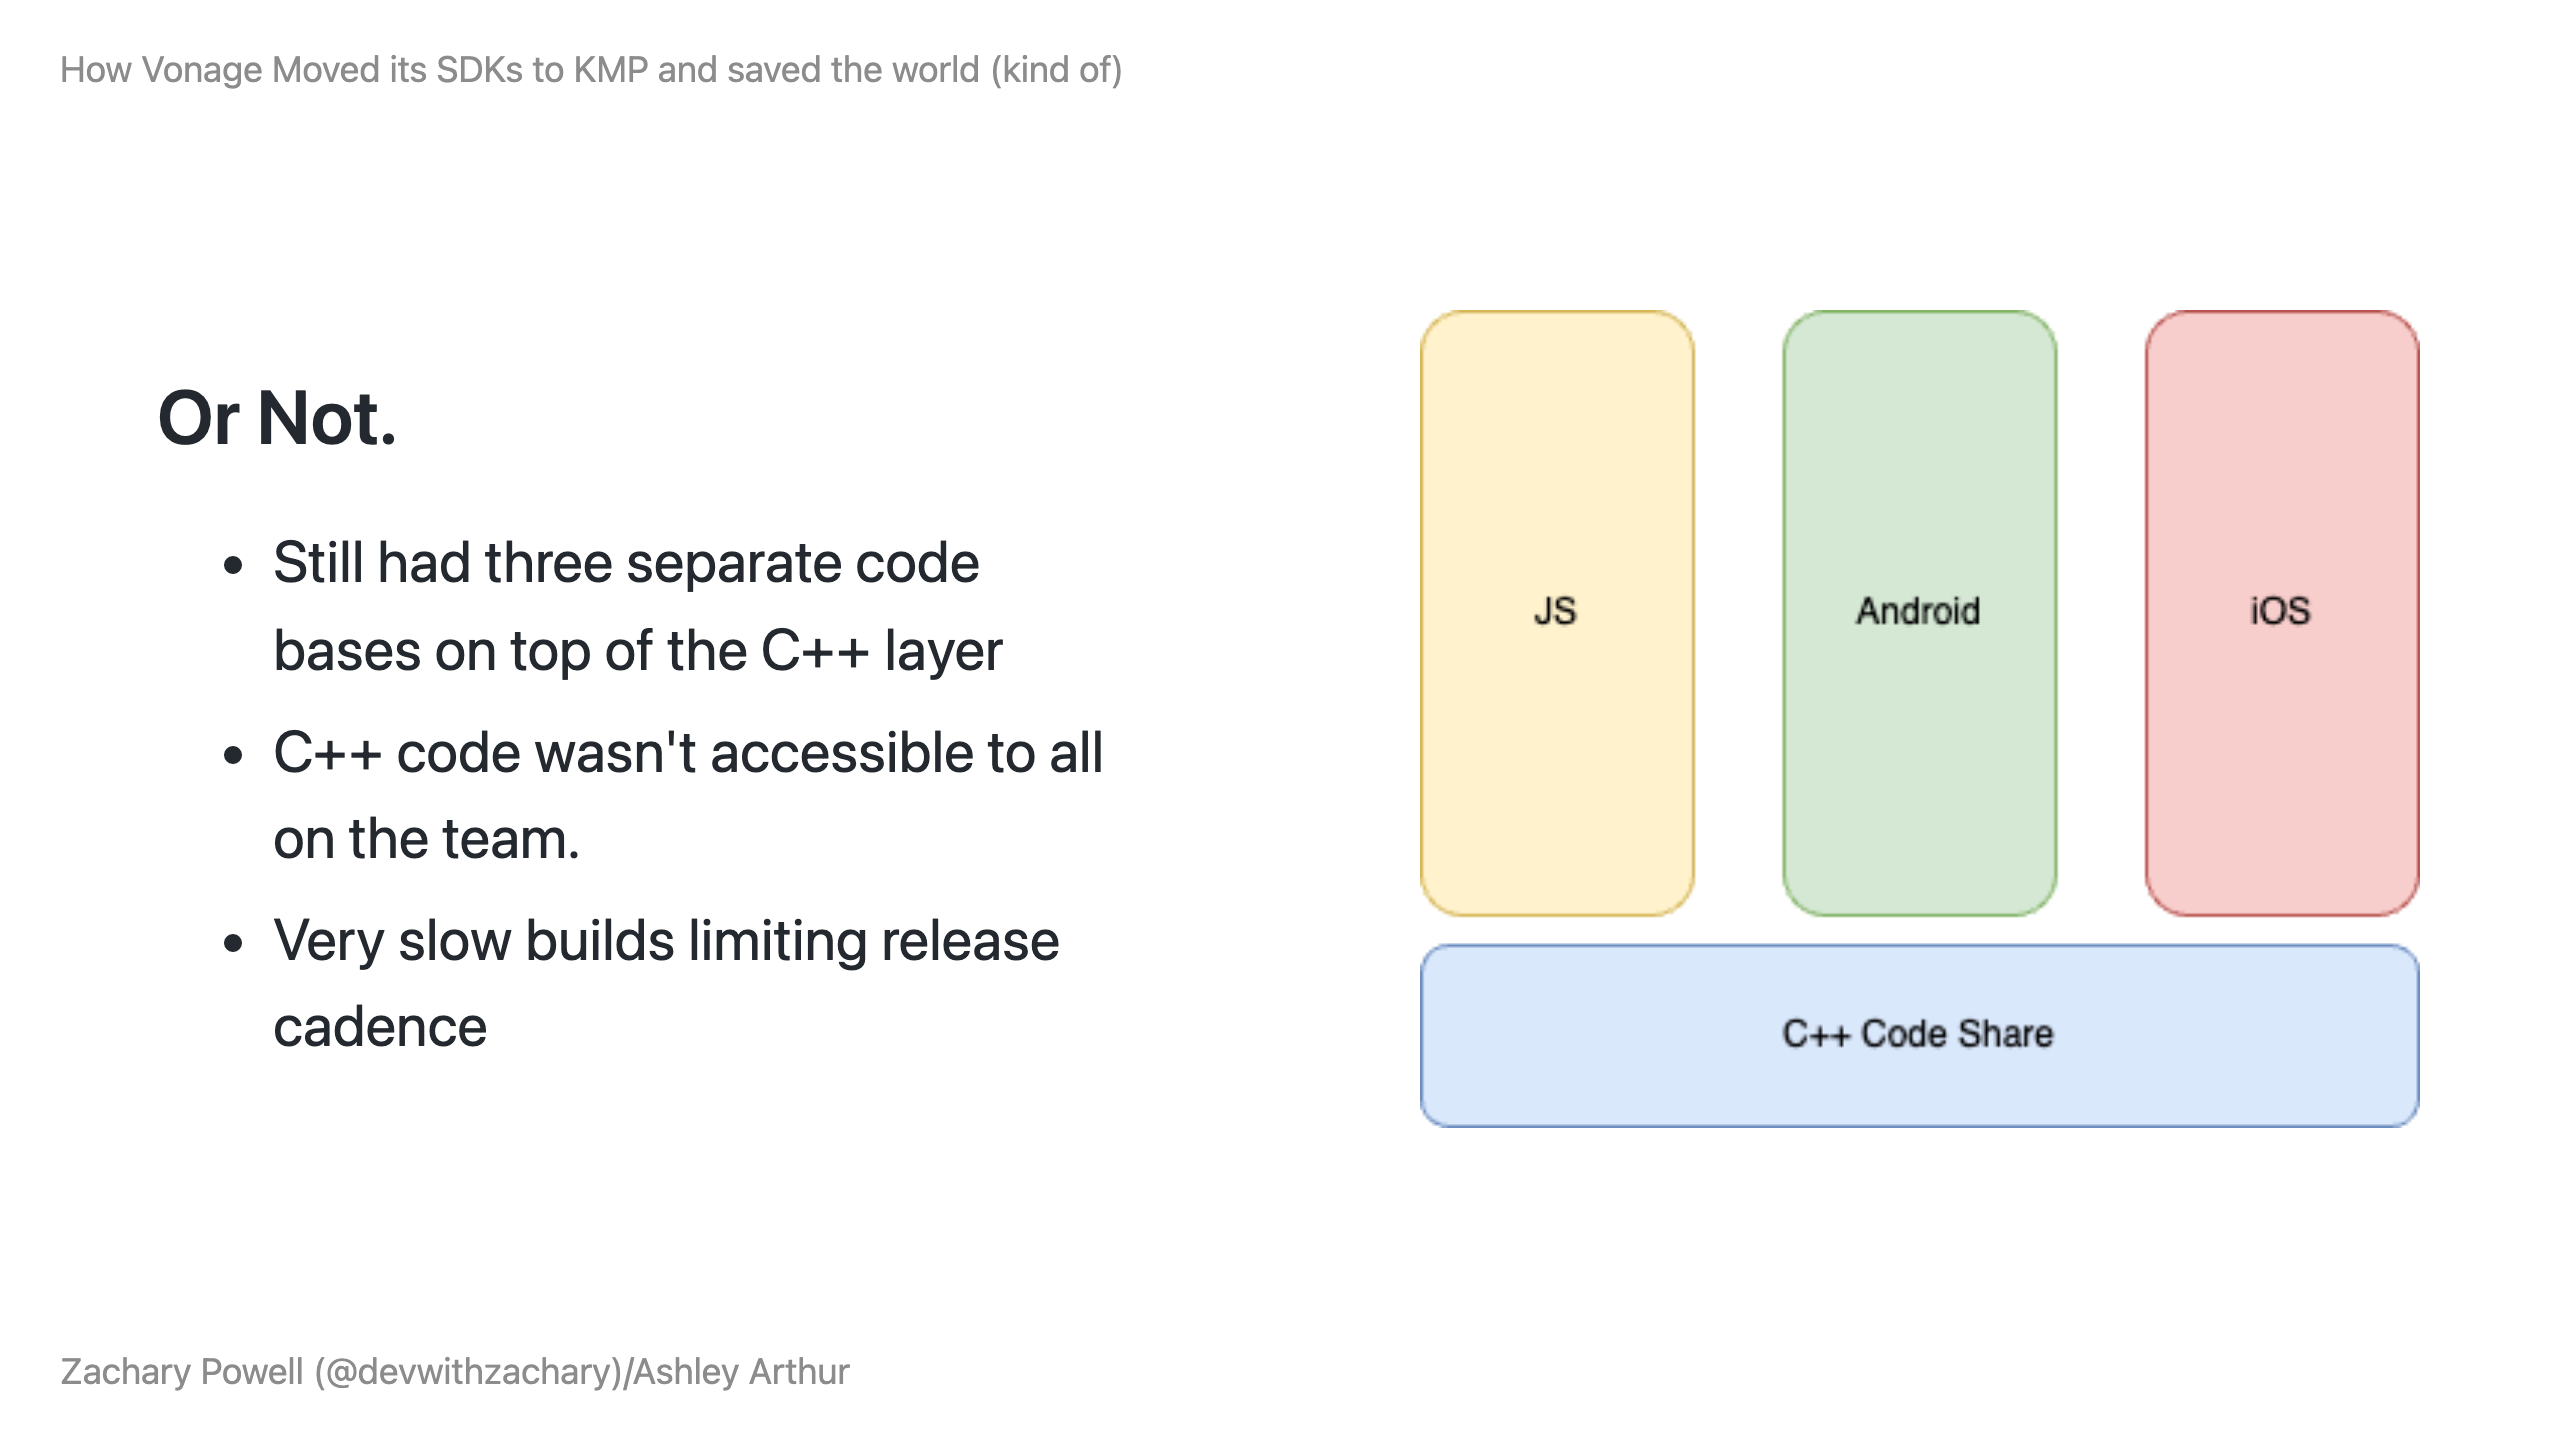 How Vonage Moved its SDKs to KMP and saved the world (kind of)
Or Not.
• Still had three separate code
bases on top of the C++ layer
• C++ code wasn't accessible to all
on the team.
• Very slow builds limiting release
cadence
JS
Android
iOS
C++ Code Share
Zachary Powell (@devwithzachary)/Ashley Arthur